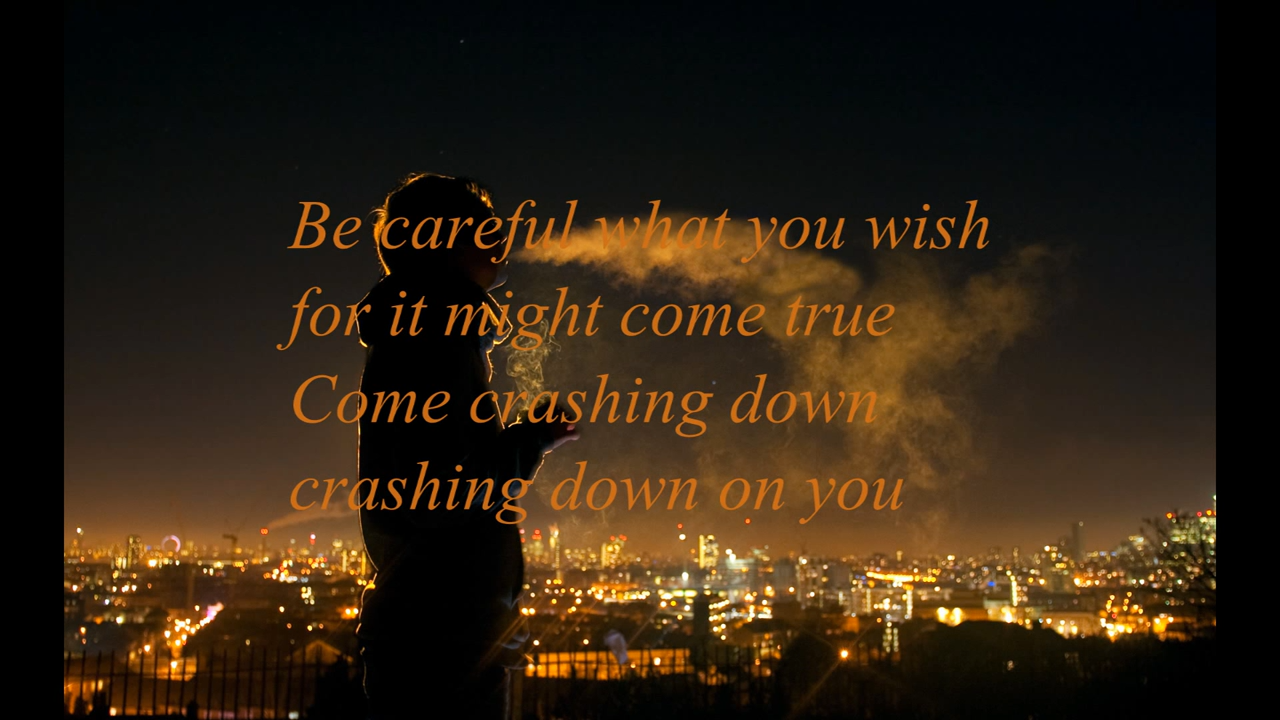 Be careful what you wish
for it might come true
Come crashing down
crashing down on you